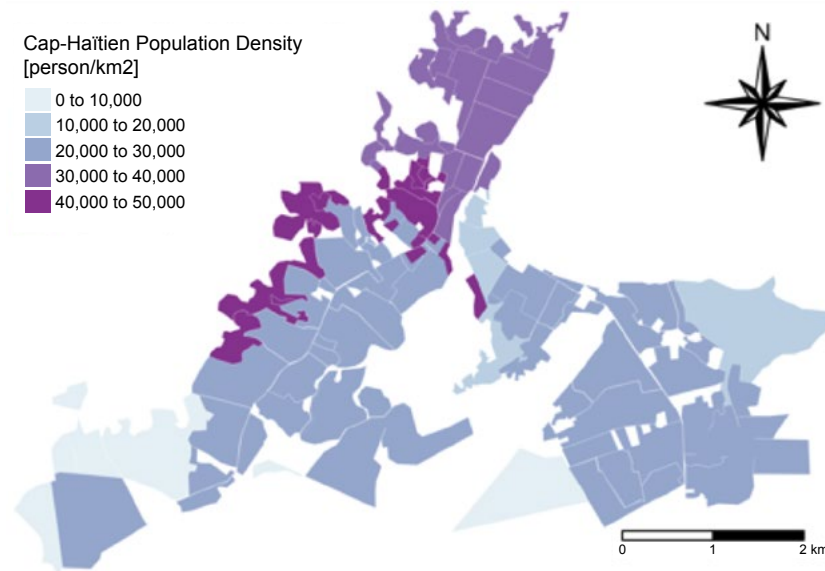 Cap-Haïtien Population Density
[person/km2]
0 to 10,000
10,000 to 20,000
20,000 to 30,000
30,000 to 40,000
40,000 to 50,000
N
0 1 2 km